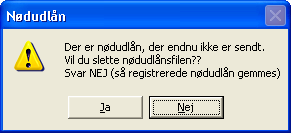 Nødudlån
Der er nødudlån, der endnu ikke er sendt.
Vil du slette nødudlånsfilen??
Svar NEJ (så registrerede nødudlån gemmes)
Ja
Nej